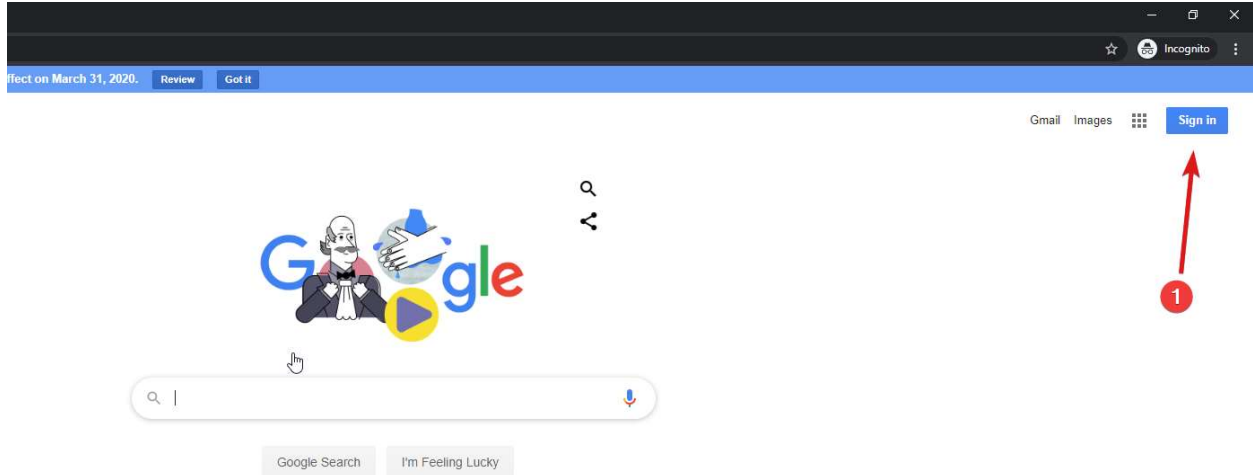 Incognito
ffect on March 31, 2020. Review Got it
Gmail Images Sign in
Google
1
Google Search I'm Feeling Lucky